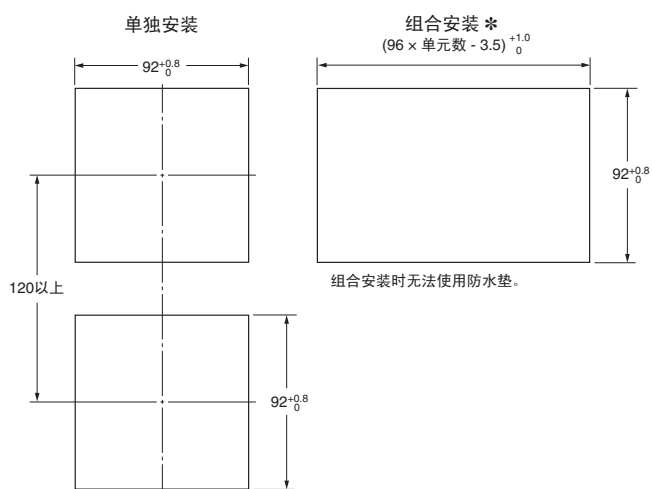 单独安装
组合安装 ✻
(96 × 单元数 - 3.5) +1.0 0
92 +0.8 0
92 +0.8 0
120以上
组合安装时无法使用防水垫。
92 +0.8 0